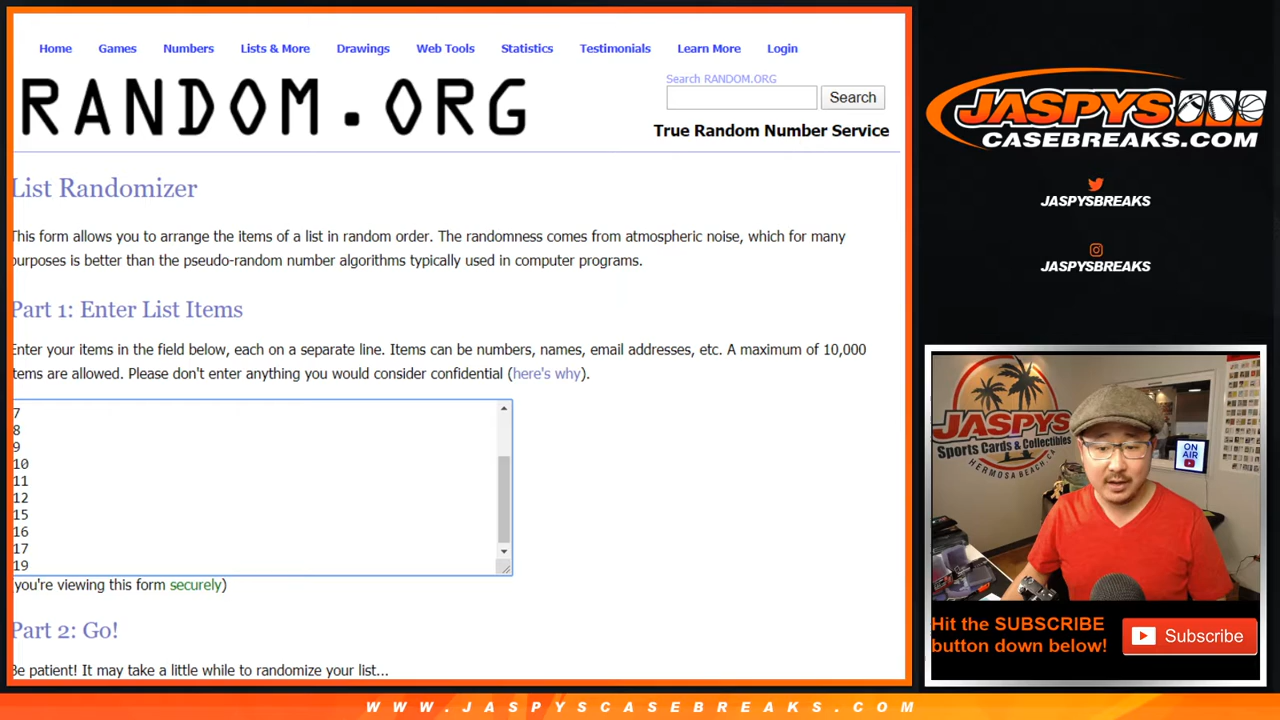 Home Games Numbers Lists & More Drawings Web Tools Statistics Testimonials Learn More Login
RANDOM.ORG
Search RANDOM.ORG
Search
True Random Number Service
List Randomizer
This form allows you to arrange the items of a list in random order. The randomness comes from atmospheric noise, which for many
purposes is better than the pseudo-random number algorithms typically used in computer programs.
Part 1: Enter List Items
Enter your items in the field below, each on a separate line. Items can be numbers, names, email addresses, etc. A maximum of 10,000
items are allowed. Please don't enter anything you would consider confidential (here's why).
7
8
9
10
11
12
15
16
17
19
you're viewing this form securely)
Part 2: Go!
Be patient! It may take a little while to randomize your list...
JASPYS
CASEBREAKS.COM
JASPYSBREAKS
JASPYSBREAKS
JASPYS
Sports Cards & Collectibles
HERMOSA BEACH, CA
ON
AIR
Hit the SUBSCRIBE
button down below!
Subscribe
WWW.JASPYSCASEBREAKS.COM